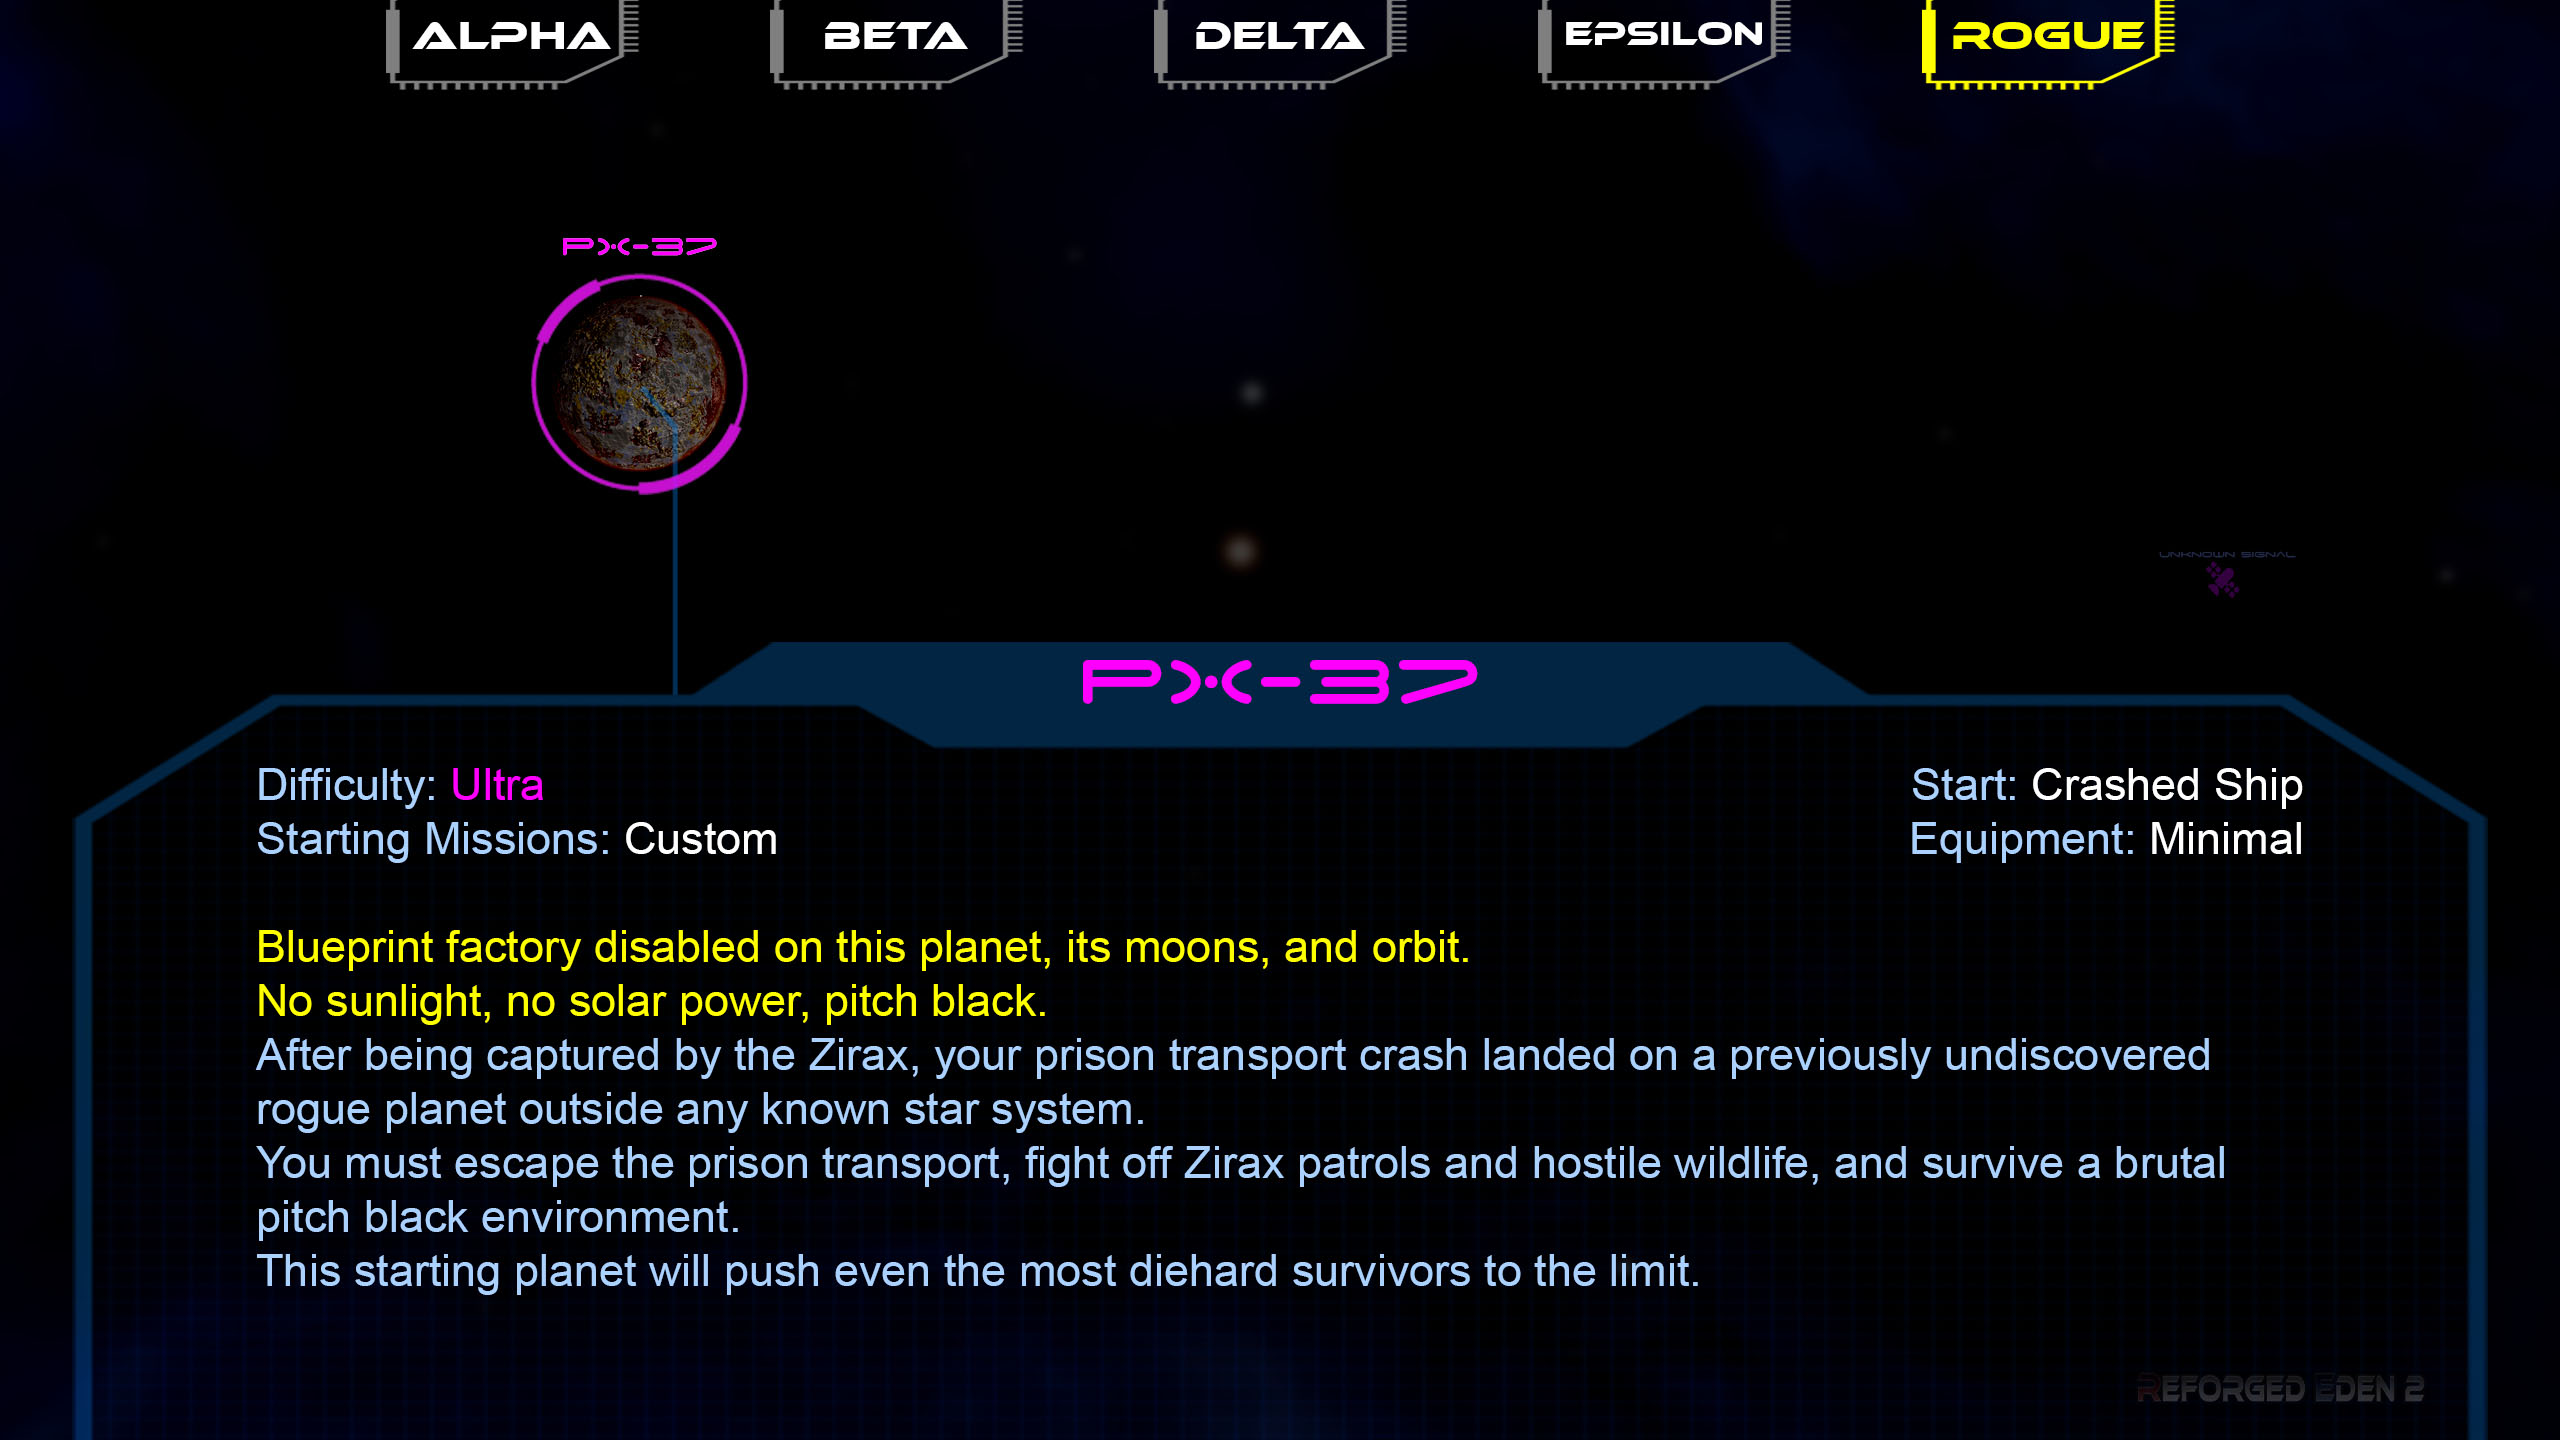 ALPHA
BETA
DELTA
EPSILON
ROGUE
PX-37
UNKNOWN SIGNAL
PX-37
Difficulty: Ultra
Start: Crashed Ship
Starting Missions: Custom
Equipment: Minimal
Blueprint factory disabled on this planet, its moons, and orbit.
No sunlight, no solar power, pitch black.
After being captured by the Zirax, your prison transport crash landed on a previously undiscovered
rogue planet outside any known star system.
You must escape the prison transport, fight off Zirax patrols and hostile wildlife, and survive a brutal
pitch black environment.
This starting planet will push even the most diehard survivors to the limit.
REFORGED EDEN 2